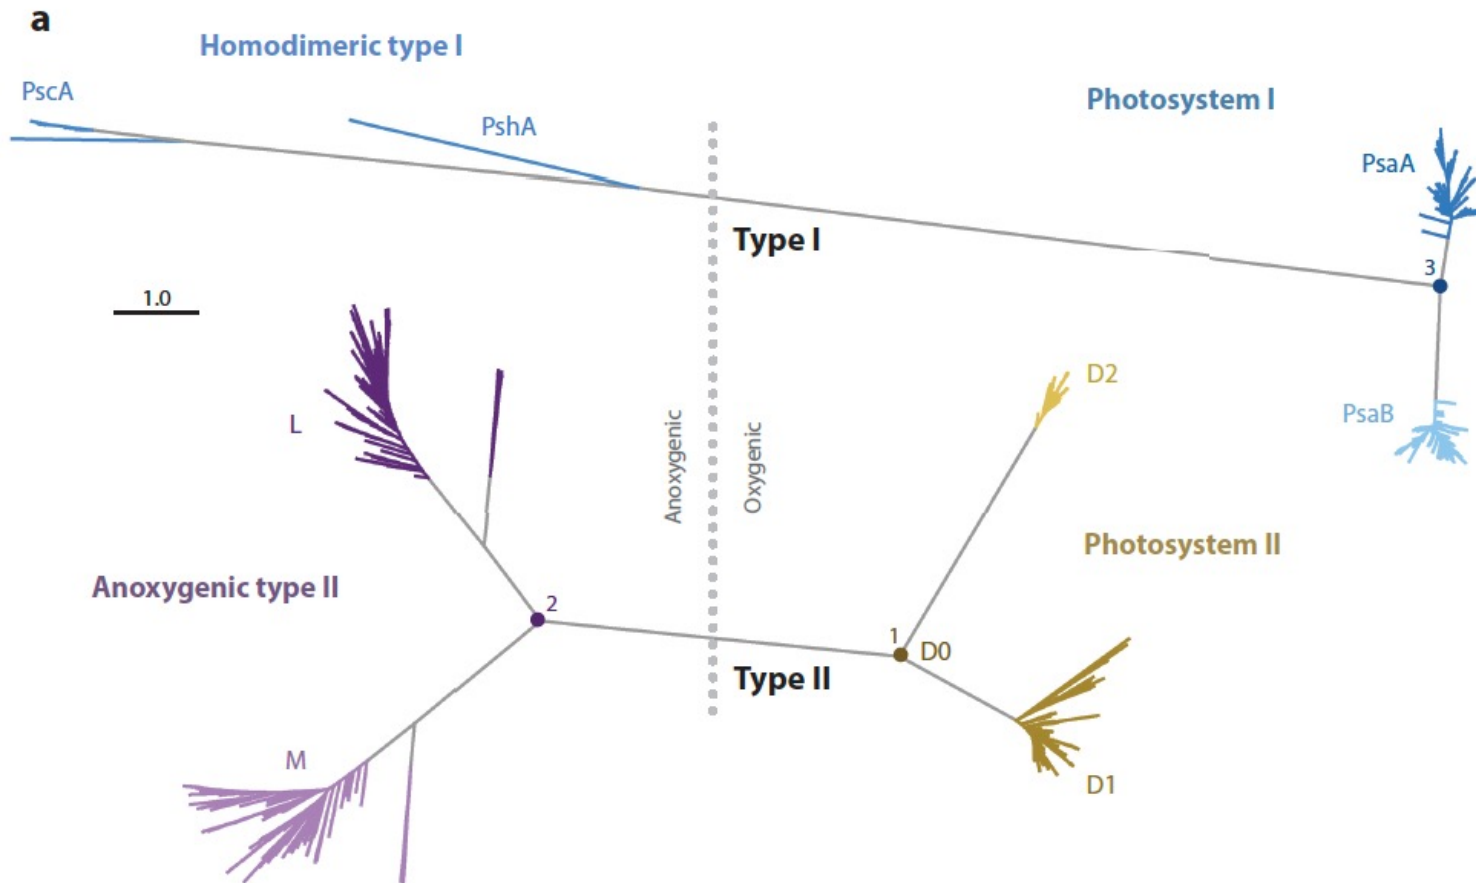 a
Homodimeric type I
PscA
PshA
Photosystem I
PsaA
Type I
3
1.0
D2
PsaB
L
Anoxygenic
Oxygenic
Photosystem II
Anoxygenic type II
2
1
D0
Type II
M
D1